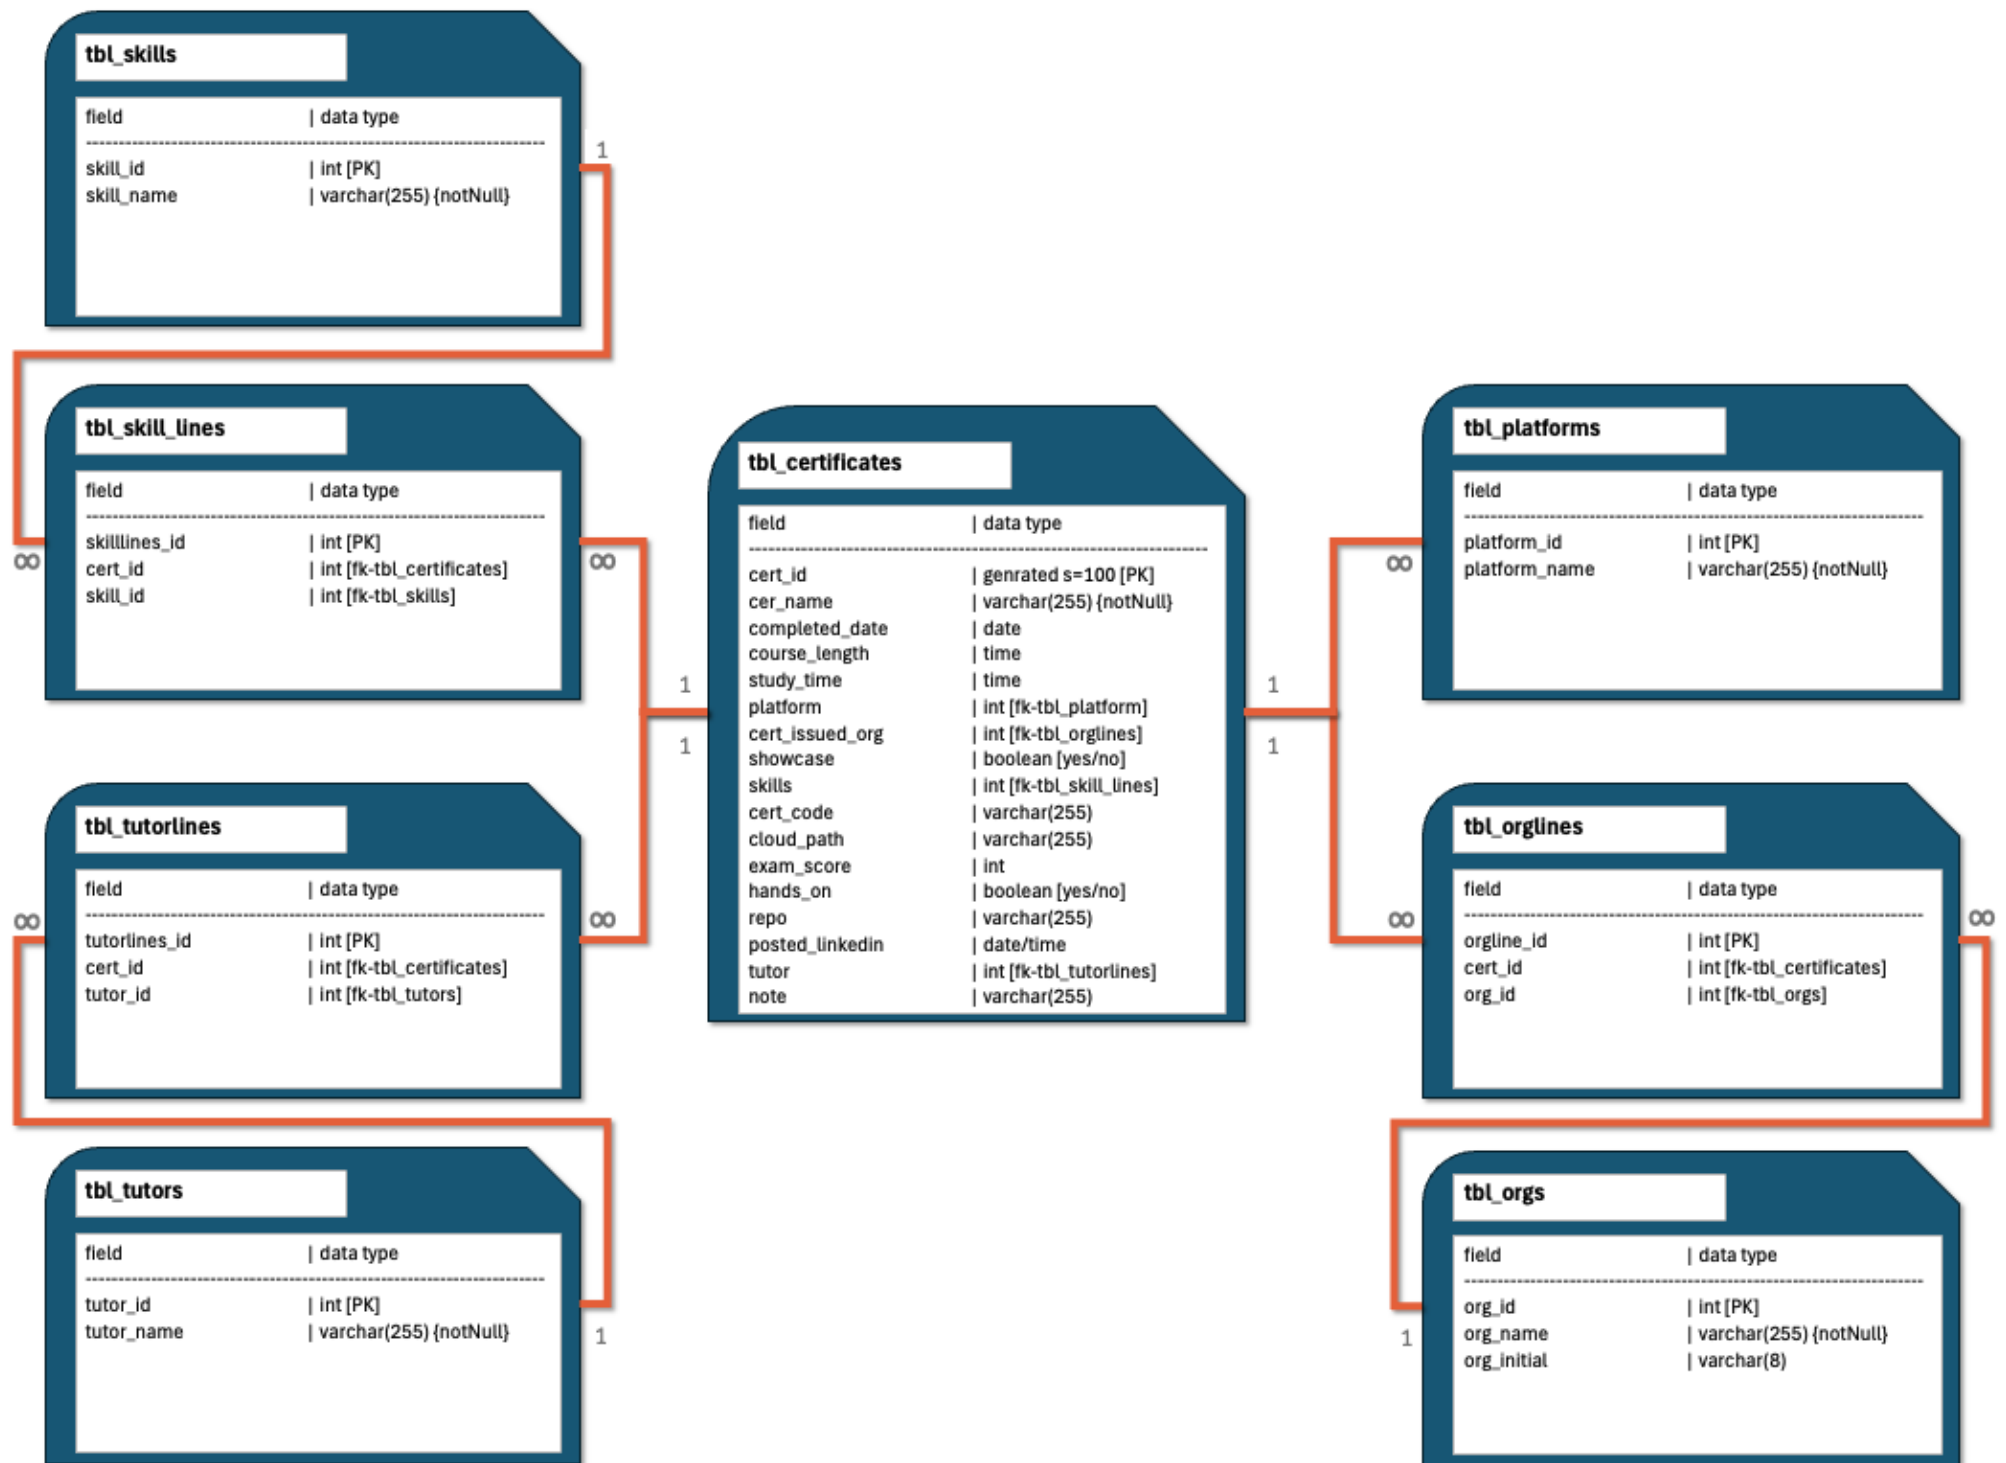 tbl_skills
field | data type
--------------------------------------------------------------------------------
skill_id | int [PK]
skill_name | varchar(255) {notNull}
1
tbl_skill_lines
field | data type
--------------------------------------------------------------------------------
skilllines_id | int [PK]
cert_id | int [fk-tbl_certificates]
skill_id | int [fk-tbl_skills]
∞
∞
tbl_tutorlines
field | data type
--------------------------------------------------------------------------------
tutorlines_id | int [PK]
cert_id | int [fk-tbl_certificates]
tutor_id | int [fk-tbl_tutors]
∞
∞
tbl_tutors
field | data type
--------------------------------------------------------------------------------
tutor_id | int [PK]
tutor_name | varchar(255) {notNull}
1
1
1
tbl_certificates
field | data type
--------------------------------------------------------------------------------
cert_id | genrated s=100 [PK]
cer_name | varchar(255) {notNull}
completed_date | date
course_length | time
study_time | time
platform | int [fk-tbl_platform]
cert_issued_org | int [fk-tbl_orglines]
showcase | boolean [yes/no]
skills | int [fk-tbl_skill_lines]
cert_code | varchar(255)
cloud_path | varchar(255)
exam_score | int
hands_on | boolean [yes/no]
repo | varchar(255)
posted_linkedin | date/time
tutor | int [fk-tbl_tutorlines]
note | varchar(255)
1
1
tbl_platforms
field | data type
--------------------------------------------------------------------------------
platform_id | int [PK]
platform_name | varchar(255) {notNull}
∞
tbl_orglines
field | data type
--------------------------------------------------------------------------------
orgline_id | int [PK]
cert_id | int [fk-tbl_certificates]
org_id | int [fk-tbl_orgs]
∞
∞
tbl_orgs
field | data type
--------------------------------------------------------------------------------
org_id | int [PK]
org_name | varchar(255) {notNull}
org_initial | varchar(8)
1